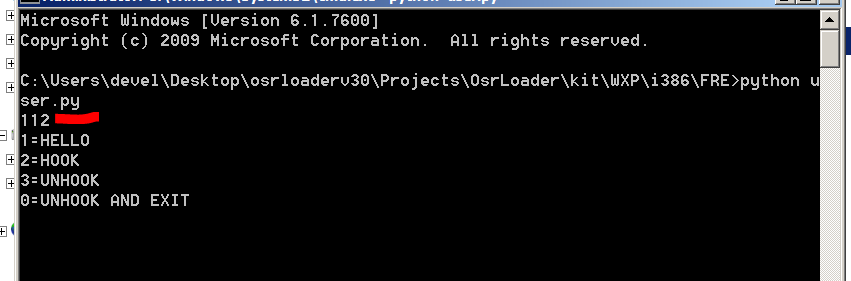 Microsoft Windows [Version 6.1.7600]
Copyright (c) 2009 Microsoft Corporation.  All rights reserved.
C:\Users\devel\Desktop\osrloaderv30\Projects\OsrLoader\kit\WXP\i386\FRE>python u
ser.py
112
1=HELLO
2=HOOK
3=UNHOOK
0=UNHOOK AND EXIT